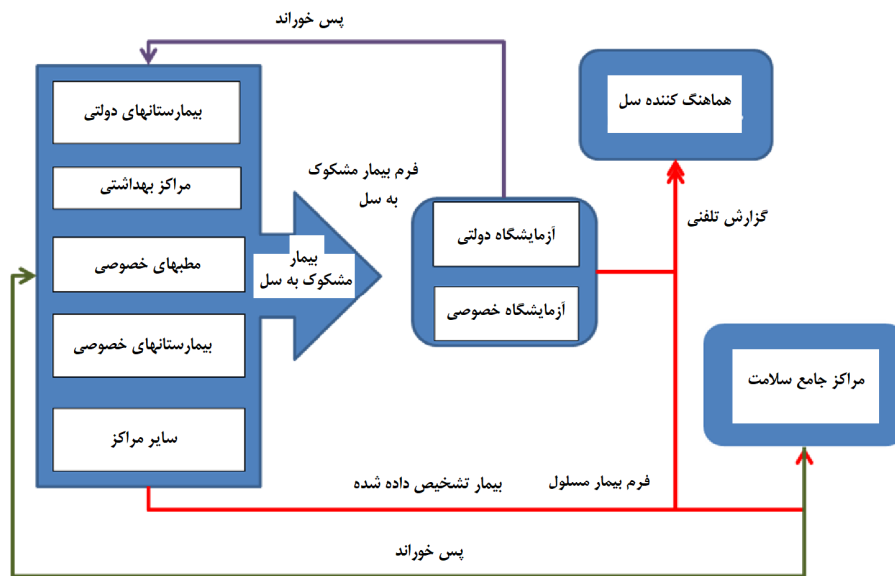 پس خوراند
هماهنگ کننده سل
بیمارستانهای دولتی
فرم بیمار مشکوک
به سل
مراکز بهداشتی
گزارش تلفنی
آزمایشگاه دولتی
بیمار
مشکوک به سل
مطبهای خصوصی
آزمایشگاه خصوصی
بیمارستانهای خصوصی
مراکز جامع سلامت
سایر مراکز
فرم بیمار مسلول
بیمار تشخیص داده شده
پس خوراند